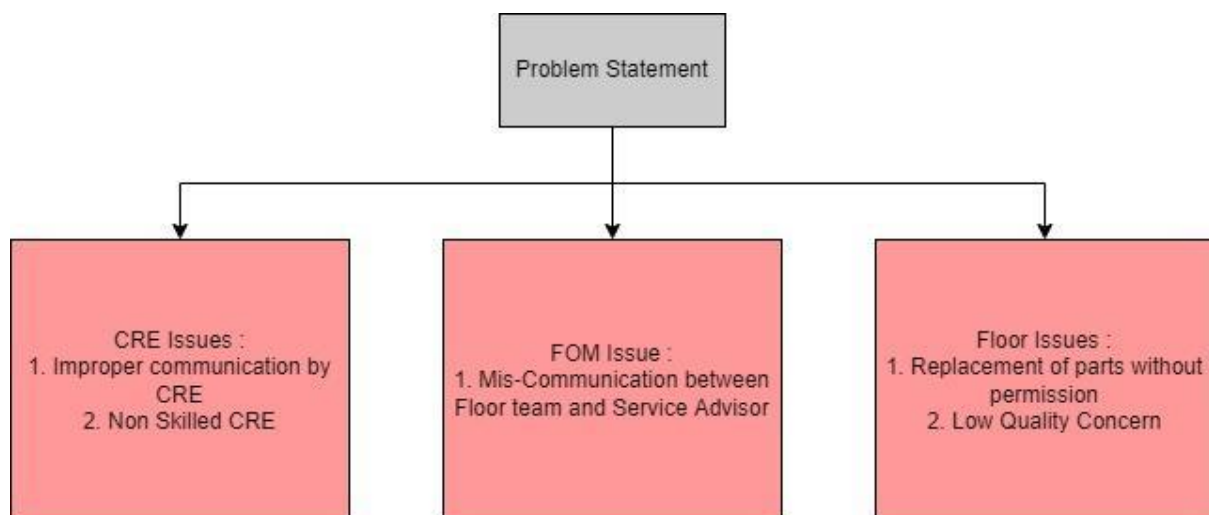 Problem Statement
CRE Issues :
1. Improper communication by
CRE
2. Non Skilled CRE
FOM Issue :
1. Mis-Communication between
Floor team and Service Advisor
Floor Issues :
1. Replacement of parts without
permission
2. Low Quality Concern